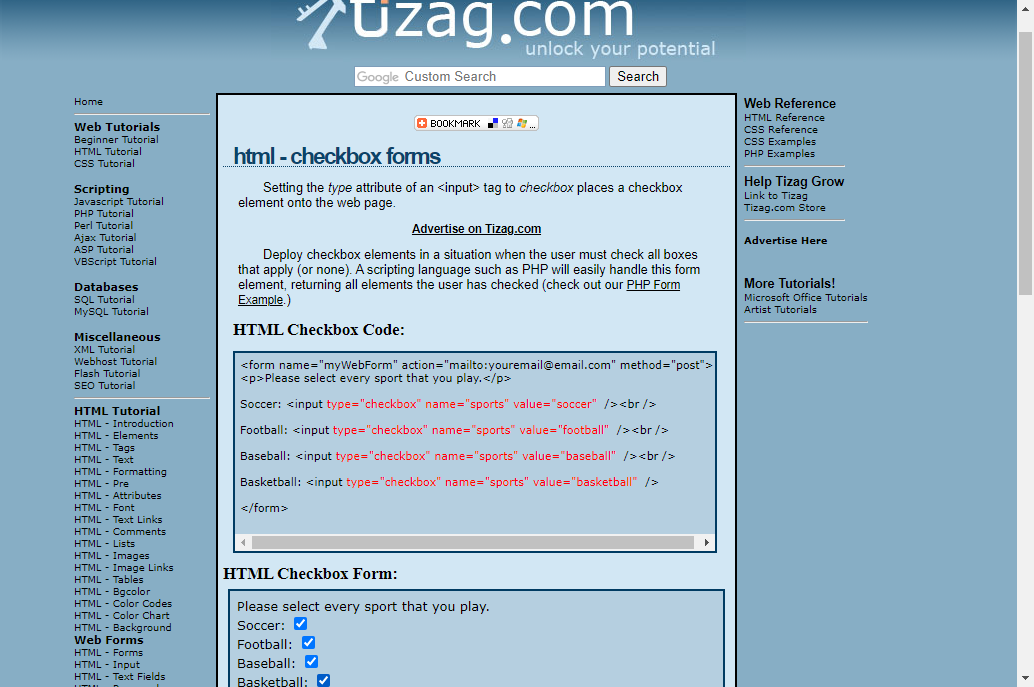 tizag.com
unlock your potential
Google Custom Search
Search
Home
Web Tutorials
Beginner Tutorial
HTML Tutorial
CSS Tutorial
Scripting
Javascript Tutorial
PHP Tutorial
Perl Tutorial
Ajax Tutorial
ASP Tutorial
VBScript Tutorial
Databases
SQL Tutorial
MySQL Tutorial
Miscellaneous
XML Tutorial
Webhost Tutorial
Flash Tutorial
SEO Tutorial
HTML Tutorial
HTML - Introduction
HTML - Elements
HTML - Tags
HTML - Text
HTML - Formatting
HTML - Pre
HTML - Attributes
HTML - Font
HTML - Text Links
HTML - Comments
HTML - Lists
HTML - Images
HTML - Image Links
HTML - Tables
HTML - Bgcolor
HTML - Color Codes
HTML - Color Chart
HTML - Background
Web Forms
HTML - Forms
HTML - Input
HTML - Text Fields
BOOKMARK
html - checkbox forms
Setting the type attribute of an <input> tag to checkbox places a checkbox
element onto the web page.
Advertise on Tizag.com
Deploy checkbox elements in a situation when the user must check all boxes
that apply (or none). A scripting language such as PHP will easily handle this form
element, returning all elements the user has checked (check out our PHP Form
Example.)
HTML Checkbox Code:
<form name="myWebForm" action="mailto:youremail@email.com" method="post">
<p>Please select every sport that you play.</p>
Soccer: <input type="checkbox" name="sports" value="soccer" /><br />
Football: <input type="checkbox" name="sports" value="football" /><br />
Baseball: <input type="checkbox" name="sports" value="baseball" /><br />
Basketball: <input type="checkbox" name="sports" value="basketball" />
</form>
HTML Checkbox Form:
Please select every sport that you play.
Soccer:
Football:
Baseball:
Basketball:
Web Reference
HTML Reference
CSS Reference
CSS Examples
PHP Examples
Help Tizag Grow
Link to Tizag
Tizag.com Store
Advertise Here
More Tutorials!
Microsoft Office Tutorials
Artist Tutorials